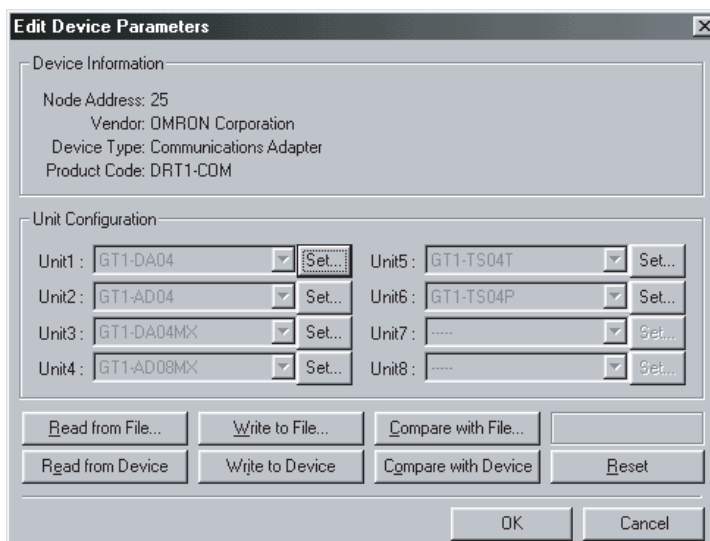 Edit Device Parameters
Device Information
Node Address: 25
Vendor: OMRON Corporation
Device Type: Communications Adapter
Product Code: DRT1-COM
Unit Configuration
Unit1 : GT1-DA04 Set... Unit5 : GT1-TS04T Set...
Unit2 : GT1-AD04 Set... Unit6 : GT1-TS04P Set...
Unit3 : GT1-DA04MX Set... Unit7 : ----- Set...
Unit4 : GT1-AD08MX Set... Unit8 : ----- Set...
Read from File... Write to File... Compare with File...
Read from Device Write to Device Compare with Device Reset
OK Cancel